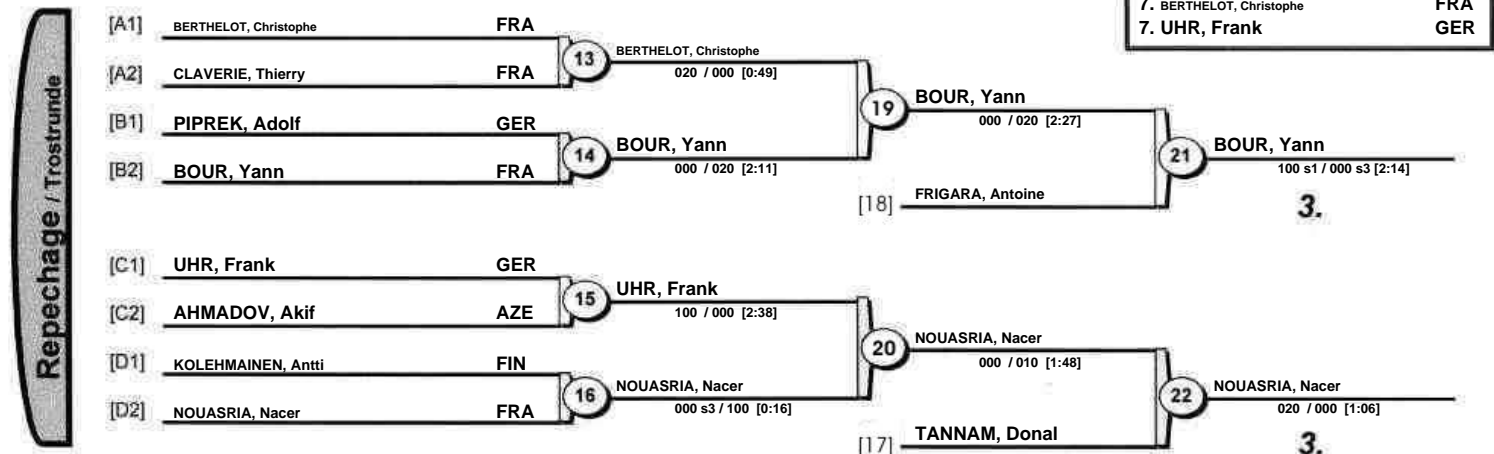 7. BERTHELOT, Christophe FRA
7. UHR, Frank GER
Repechage / Trostrunde
[A1] BERTHELOT, Christophe FRA
13
BERTHELOT, Christophe
020 / 000 [0:49]
[A2] CLAVERIE, Thierry FRA
19
BOUR, Yann
000 / 020 [2:27]
[B1] PIPREK, Adolf GER
14
BOUR, Yann
000 / 020 [2:11]
[B2] BOUR, Yann FRA
21
BOUR, Yann
100 s1 / 000 s3 [2:14]
[18] FRIGARA, Antoine
3.
[C1] UHR, Frank GER
15
UHR, Frank
100 / 000 [2:38]
[C2] AHMADOV, Akif AZE
20
NOUASRIA, Nacer
000 / 010 [1:48]
[D1] KOLEHMAINEN, Antti FIN
16
NOUASRIA, Nacer
000 s3 / 100 [0:16]
[D2] NOUASRIA, Nacer FRA
22
NOUASRIA, Nacer
020 / 000 [1:06]
[17] TANNAM, Donal
3.